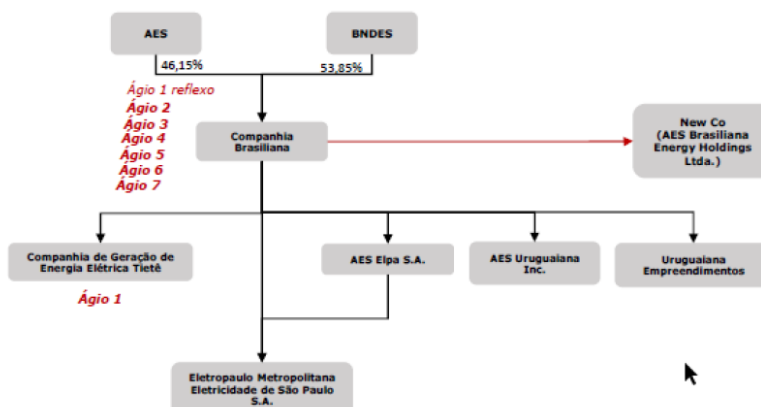 AES
BNDES
46,15%
53,85%
Ágio 1 reflexo
Ágio 2
Ágio 3
Ágio 4
Ágio 5
Ágio 6
Ágio 7
Companhia
Brasiliana
New Co
(AES Brasiliana
Energy Holdings
Ltda.)
Companhia de Geração de
Energia Elétrica Tietê
Ágio 1
AES Elpa S.A.
AES Uruguaiana
Inc.
Uruguaiana
Empreendimentos
Eletropaulo Metropolitana
Eletricidade de São Paulo
S.A.